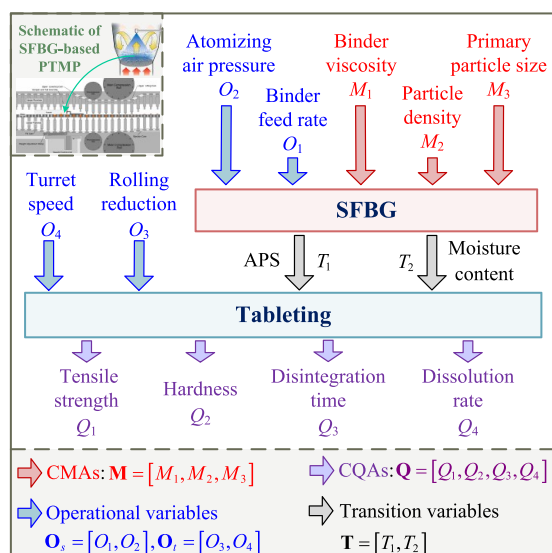 Schematic of
SFBG-based
PTMP
Atomizing
air pressure
O₂
Binder
feed rate
O₁
Binder
viscosity
M₁
Particle
density
M₂
Primary
particle size
M₃
Turret
speed
O₄
Rolling
reduction
O₃
SFBG
APS T₁
T₂ Moisture
content
Tableting
Tensile
strength
Q₁
Hardness
Q₂
Disintegration
time
Q₃
Dissolution
rate
Q₄
CMAs: M = [M₁, M₂, M₃]
CQAs: Q = [Q₁, Q₂, Q₃, Q₄]
Operational variables
Oₛ = [O₁, O₂], Oₜ = [O₃, O₄]
Transition variables
T = [T₁, T₂]